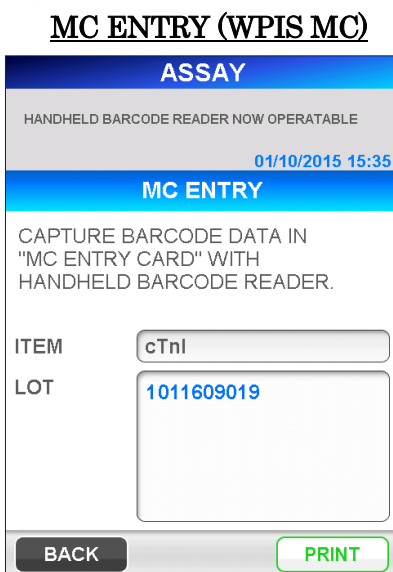 MC ENTRY (WPIS MC)
ASSAY
HANDHELD BARCODE READER NOW OPERATABLE
01/10/2015 15:35
MC ENTRY
CAPTURE BARCODE DATA IN
"MC ENTRY CARD" WITH
HANDHELD BARCODE READER.
ITEM cTnI
LOT 1011609019
BACK PRINT